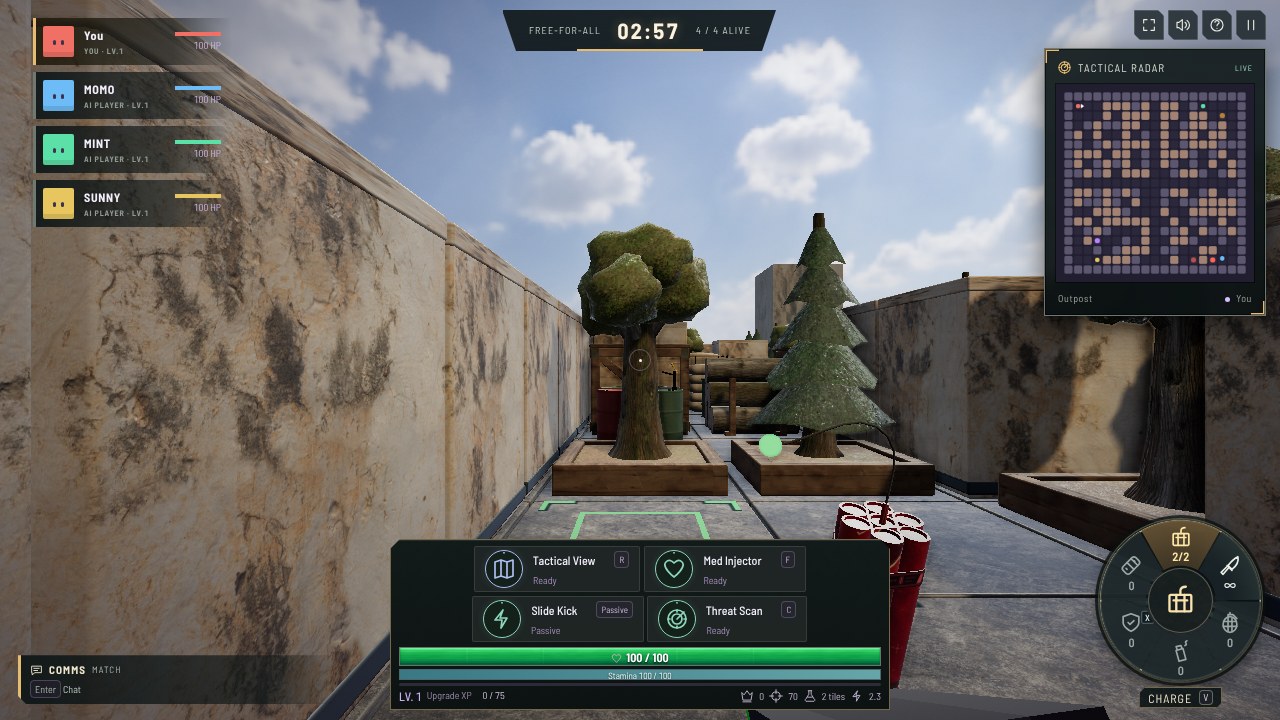 FREE-FOR-ALL 02:57 4 / 4 ALIVE
You
YOU · LV.1
100 HP
MOMO
AI PLAYER · LV.1
100 HP
MINT
AI PLAYER · LV.1
100 HP
SUNNY
AI PLAYER · LV.1
100 HP
TACTICAL RADAR LIVE
Outpost You
Tactical View R
Ready
Med Injector F
Ready
Slide Kick Passive
Passive
Threat Scan C
Ready
100 / 100
Stamina 100 / 100
LV. 1 Upgrade XP 0 / 75
0 70 2 tiles 2.3
COMMS MATCH
Enter Chat
2/2
0 ∞
X
0 0
0
CHARGE V